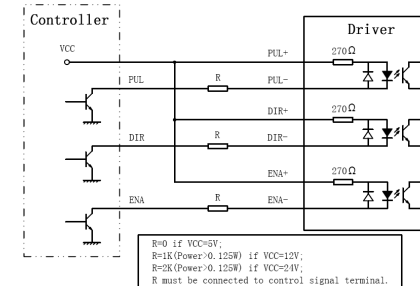 Controller
Driver
VCC
PUL+
270Ω
PUL
R
PUL-
DIR+
270Ω
DIR
R
DIR-
ENA+
270Ω
ENA
R
ENA-
R=0 if VCC=5V;
R=1K(Power>0.125W) if VCC=12V;
R=2K(Power>0.125W) if VCC=24V;
R must be connected to control signal terminal.